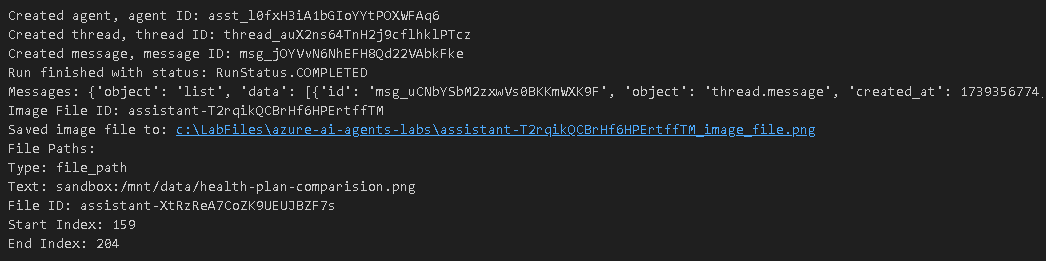 Created agent, agent ID: asst_l0fxH3iA1bGIoYYtPOXWFAq6
Created thread, thread ID: thread_auX2ns64TnH2j9cflhklPTcz
Created message, message ID: msg_jOYVvN6NhEFH8Qd22VAbkFke
Run finished with status: RunStatus.COMPLETED
Messages: {'object': 'list', 'data': [{'id': 'msg_uCNbYSbM2zxwVs0BKKmWXK9F', 'object': 'thread.message', 'created_at': 1739356774,
Image File ID: assistant-T2rqikQCBrHf6HPErtffTM
Saved image file to: c:\LabFiles\azure-ai-agents-labs\assistant-T2rqikQCBrHf6HPErtffTM_image_file.png
File Paths:
Type: file_path
Text: sandbox:/mnt/data/health-plan-comparision.png
File ID: assistant-XtRzReA7CoZK9UEUJBZF7s
Start Index: 159
End Index: 204